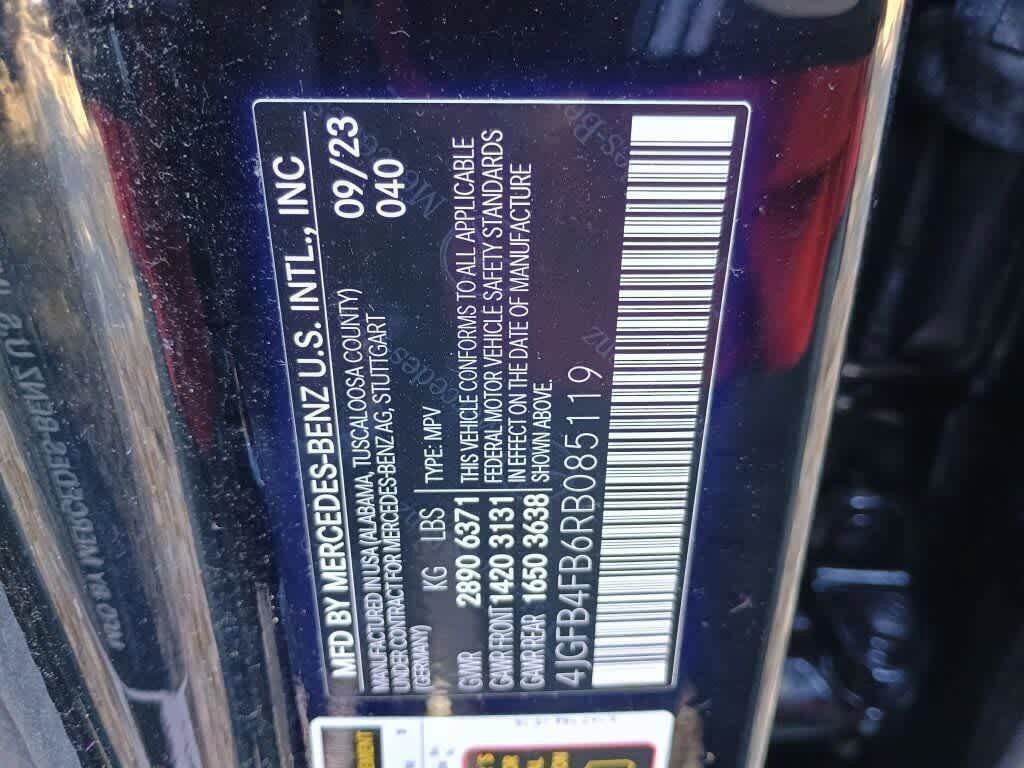 MFD BY MERCEDES-BENZ U.S. INTL., INC
MANUFACTURED IN USA (ALABAMA, TUSCALOOSA COUNTY)
UNDER CONTRACT FOR MERCEDES-BENZ AG, STUTTGART
(GERMANY)
09/23
040
KG LBS TYPE: MPV
GVWR 2890 6371 THIS VEHICLE CONFORMS TO ALL APPLICABLE
GAWR FRONT 1420 3131 FEDERAL MOTOR VEHICLE SAFETY STANDARDS
GAWR REAR 1650 3638 IN EFFECT ON THE DATE OF MANUFACTURE
SHOWN ABOVE.
4JGFB4FB6RB085119